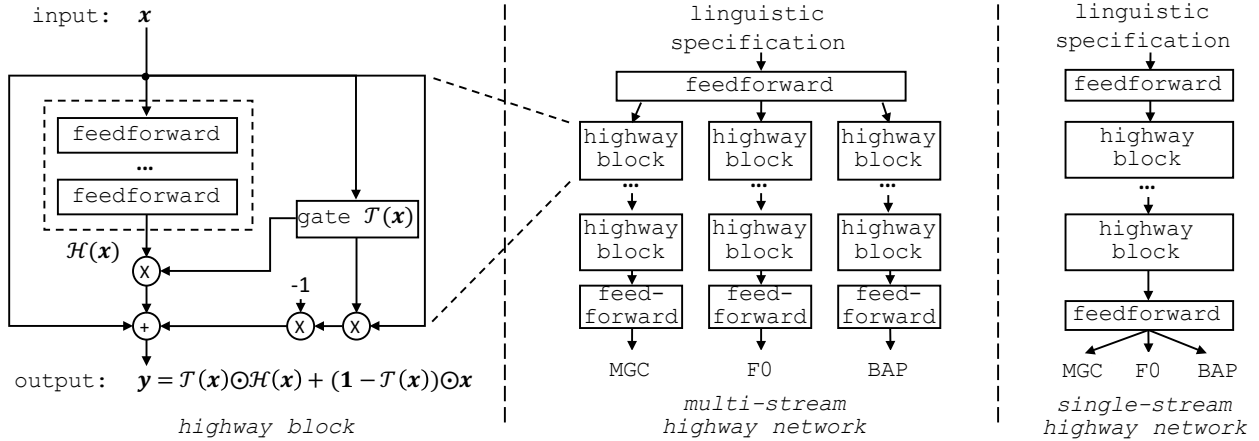 input: x
feedforward
...
feedforward
gate 𝒯(x)
ℋ(x)
X
-1
+
X
X
output: y = 𝒯(x)⊙ℋ(x) + (1 − 𝒯(x))⊙x
highway block
linguistic
specification
feedforward
highway
block
highway
block
highway
block
...
...
...
highway
block
highway
block
highway
block
feed-
forward
feed-
forward
feed-
forward
MGC
F0
BAP
multi-stream
highway network
linguistic
specification
feedforward
highway
block
...
highway
block
feedforward
MGC F0 BAP
single-stream
highway network